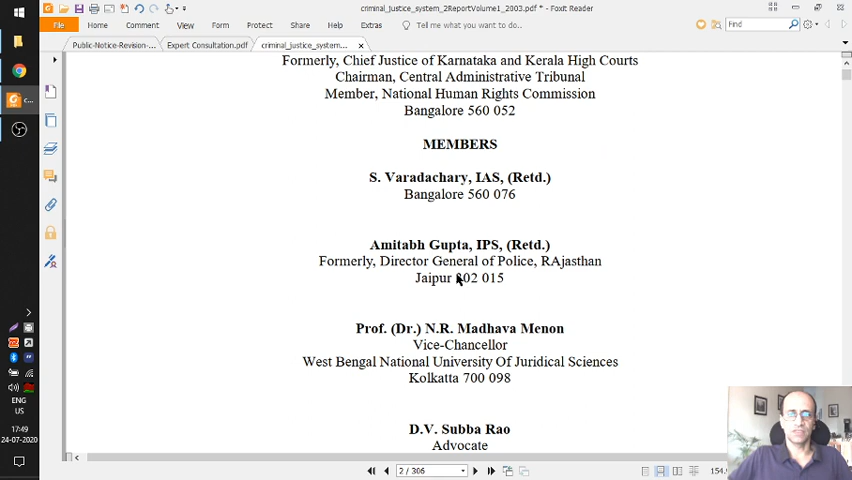 criminal_justice_system_2ReportVolume1_2003.pdf * - Foxit Reader
File Home Comment View Form Protect Share Help Extras Tell me what you want to do... Find
Public-Notice-Revision-... Expert Consultation.pdf criminal_justice_system...
Formerly, Chief Justice of Karnataka and Kerala High Courts
Chairman, Central Administrative Tribunal
Member, National Human Rights Commission
Bangalore 560 052
MEMBERS
S. Varadachary, IAS, (Retd.)
Bangalore 560 076
Amitabh Gupta, IPS, (Retd.)
Formerly, Director General of Police, RAjasthan
Jaipur 302 015
Prof. (Dr.) N.R. Madhava Menon
Vice-Chancellor
West Bengal National University Of Juridical Sciences
Kolkatta 700 098
D.V. Subba Rao
Advocate
ENG
US
17:49
24-07-2020
2 / 306